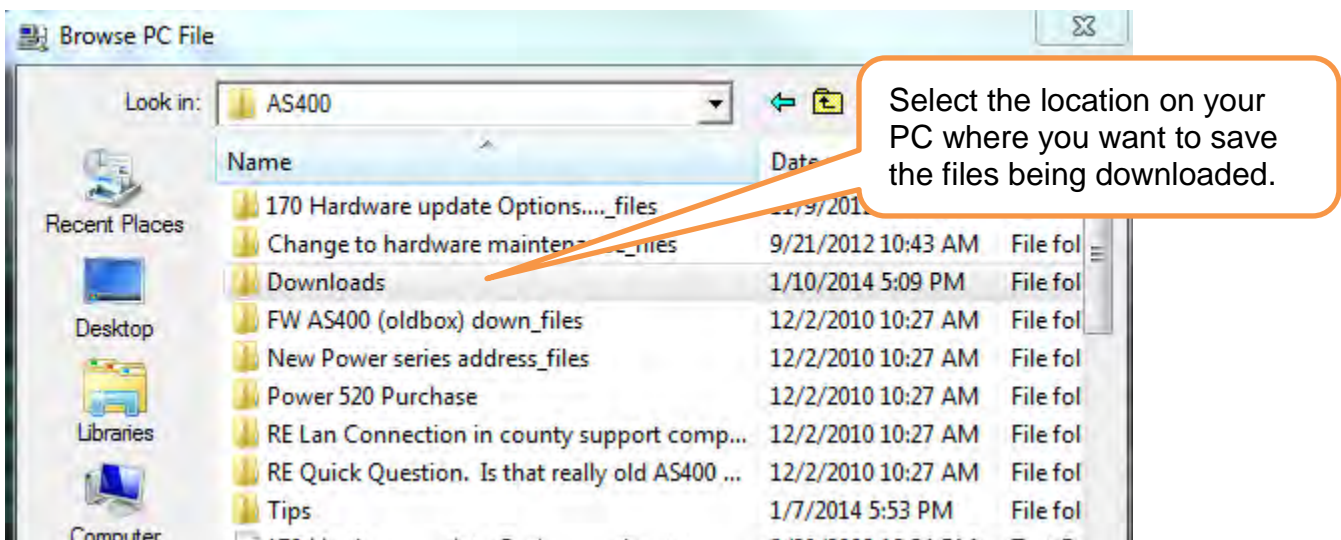 Browse PC File
Look in: AS400
Select the location on your
PC where you want to save
the files being downloaded.
Name
Recent Places
Desktop
Libraries
Computer
170 Hardware update Options...._files
Change to hardware
9/21/2012 10:43 AM File fol
Downloads 1/10/2014 5:09 PM File fol
FW AS400 (oldbox) down_files 12/2/2010 10:27 AM File fol
New Power series address_files 12/2/2010 10:27 AM File fol
Power 520 Purchase 12/2/2010 10:27 AM File fol
RE Lan Connection in county support comp... 12/2/2010 10:27 AM File fol
RE Quick Question. Is that really old AS400 ... 12/2/2010 10:27 AM File fol
Tips 1/7/2014 5:53 PM File fol